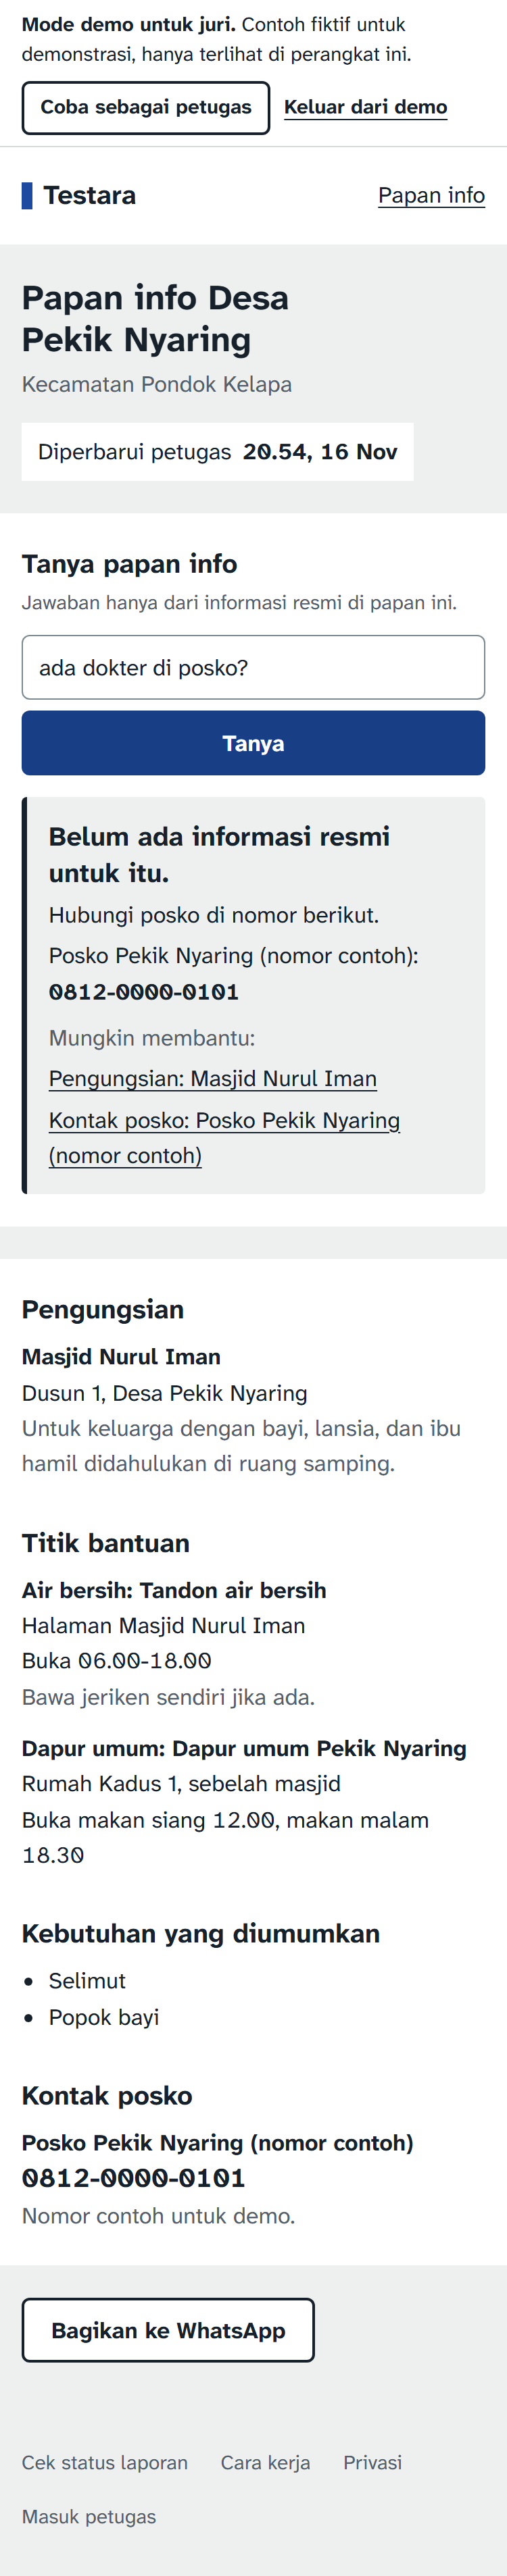 Mode demo untuk juri. Contoh fiktif untuk
demonstrasi, hanya terlihat di perangkat ini.
Coba sebagai petugas Keluar dari demo
Testara Papan info
Papan info Desa
Pekik Nyaring
Kecamatan Pondok Kelapa
Diperbarui petugas 20.54, 16 Nov
Tanya papan info
Jawaban hanya dari informasi resmi di papan ini.
ada dokter di posko?
Tanya
Belum ada informasi resmi
untuk itu.
Hubungi posko di nomor berikut.
Posko Pekik Nyaring (nomor contoh):
0812-0000-0101
Mungkin membantu:
Pengungsian: Masjid Nurul Iman
Kontak posko: Posko Pekik Nyaring
(nomor contoh)
Pengungsian
Masjid Nurul Iman
Dusun 1, Desa Pekik Nyaring
Untuk keluarga dengan bayi, lansia, dan ibu
hamil didahulukan di ruang samping.
Titik bantuan
Air bersih: Tandon air bersih
Halaman Masjid Nurul Iman
Buka 06.00-18.00
Bawa jeriken sendiri jika ada.
Dapur umum: Dapur umum Pekik Nyaring
Rumah Kadus 1, sebelah masjid
Buka makan siang 12.00, makan malam
18.30
Kebutuhan yang diumumkan
• Selimut
• Popok bayi
Kontak posko
Posko Pekik Nyaring (nomor contoh)
0812-0000-0101
Nomor contoh untuk demo.
Bagikan ke WhatsApp
Cek status laporan Cara kerja Privasi
Masuk petugas